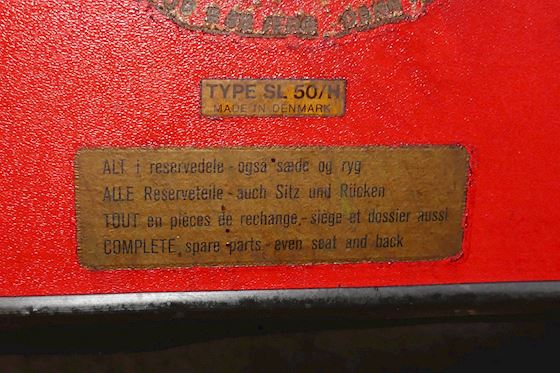 TYPE SL 50/H
MADE IN DENMARK
ALT i reservedele - også sæde og ryg
ALLE Reserveteile - auch Sitz und Rücken
TOUT en pièces de rechange, - siége et dossier aussi
COMPLETE, spare parts - even seat and back